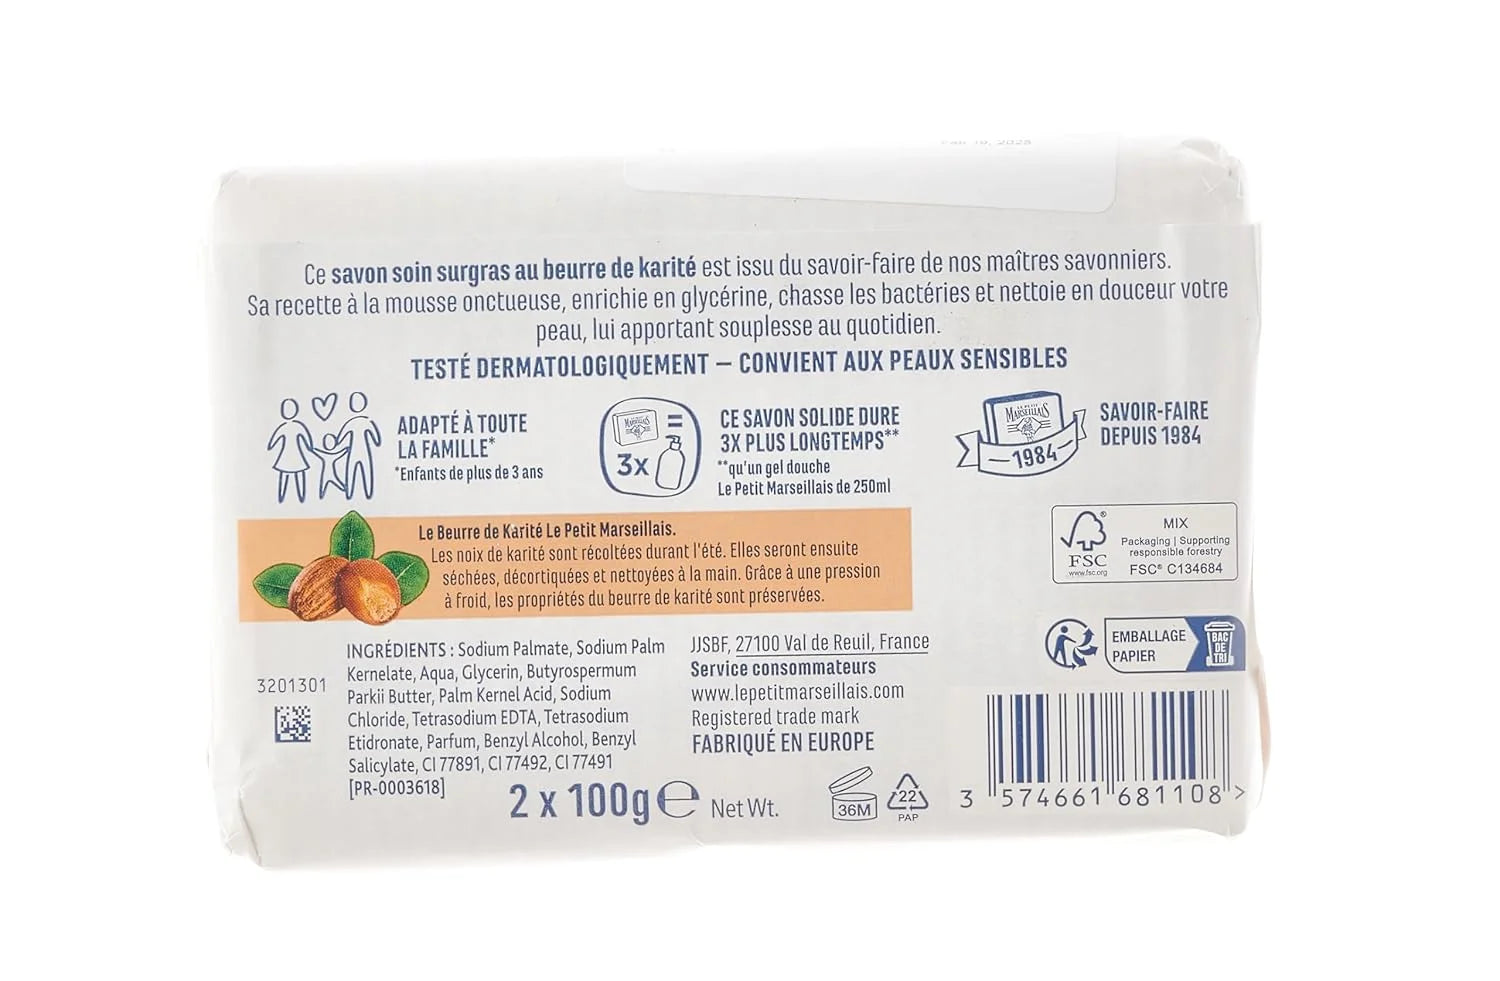 Ce savon soin surgras au beurre de karité est issu du savoir-faire de nos maîtres savonniers.
Sa recette à la mousse onctueuse, enrichie en glycérine, chasse les bactéries et nettoie en douceur votre
peau, lui apportant souplesse au quotidien.
TESTÉ DERMATOLOGIQUEMENT – CONVIENT AUX PEAUX SENSIBLES
ADAPTÉ À TOUTE
LA FAMILLE*
*Enfants de plus de 3 ans
MARSEILLAIS
=
3x
CE SAVON SOLIDE DURE
3X PLUS LONGTEMPS**
**qu'un gel douche
Le Petit Marseillais de 250ml
LE PETIT
MARSEILLAIS
1984
SAVOIR-FAIRE
DEPUIS 1984
Le Beurre de Karité Le Petit Marseillais.
Les noix de karité sont récoltées durant l'été. Elles seront ensuite
séchées, décortiquées et nettoyées à la main. Grâce à une pression
à froid, les propriétés du beurre de karité sont préservées.
FSC
www.fsc.org
MIX
Packaging | Supporting
responsible forestry
FSC® C134684
EMBALLAGE
PAPIER
BAC
DE
TRI
3201301
INGRÉDIENTS : Sodium Palmate, Sodium Palm
Kernelate, Aqua, Glycerin, Butyrospermum
Parkii Butter, Palm Kernel Acid, Sodium
Chloride, Tetrasodium EDTA, Tetrasodium
Etidronate, Parfum, Benzyl Alcohol, Benzyl
Salicylate, CI 77891, CI 77492, CI 77491
[PR-0003618]
JJSBF, 27100 Val de Reuil, France
Service consommateurs
www.lepetitmarseillais.com
Registered trade mark
FABRIQUÉ EN EUROPE
2 x 100g℮ Net Wt.
36M
22
PAP
3 574661 681108 >